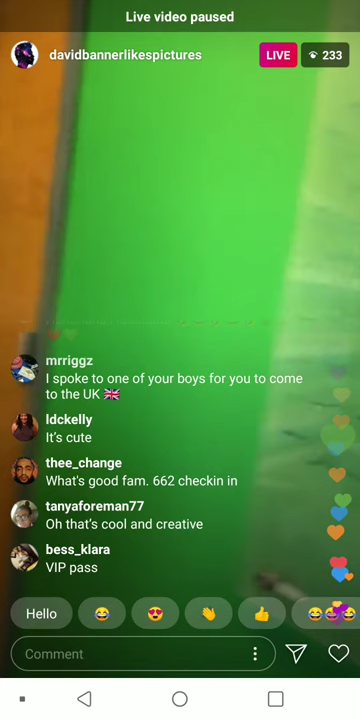 Live video paused
davidbannerlikespictures
LIVE
233
mrriggz
I spoke to one of your boys for you to come
to the UK 🇬🇧
ldckelly
It's cute
thee_change
What's good fam. 662 checkin in
tanyaforeman77
Oh that's cool and creative
bess_klara
VIP pass
Hello
Comment